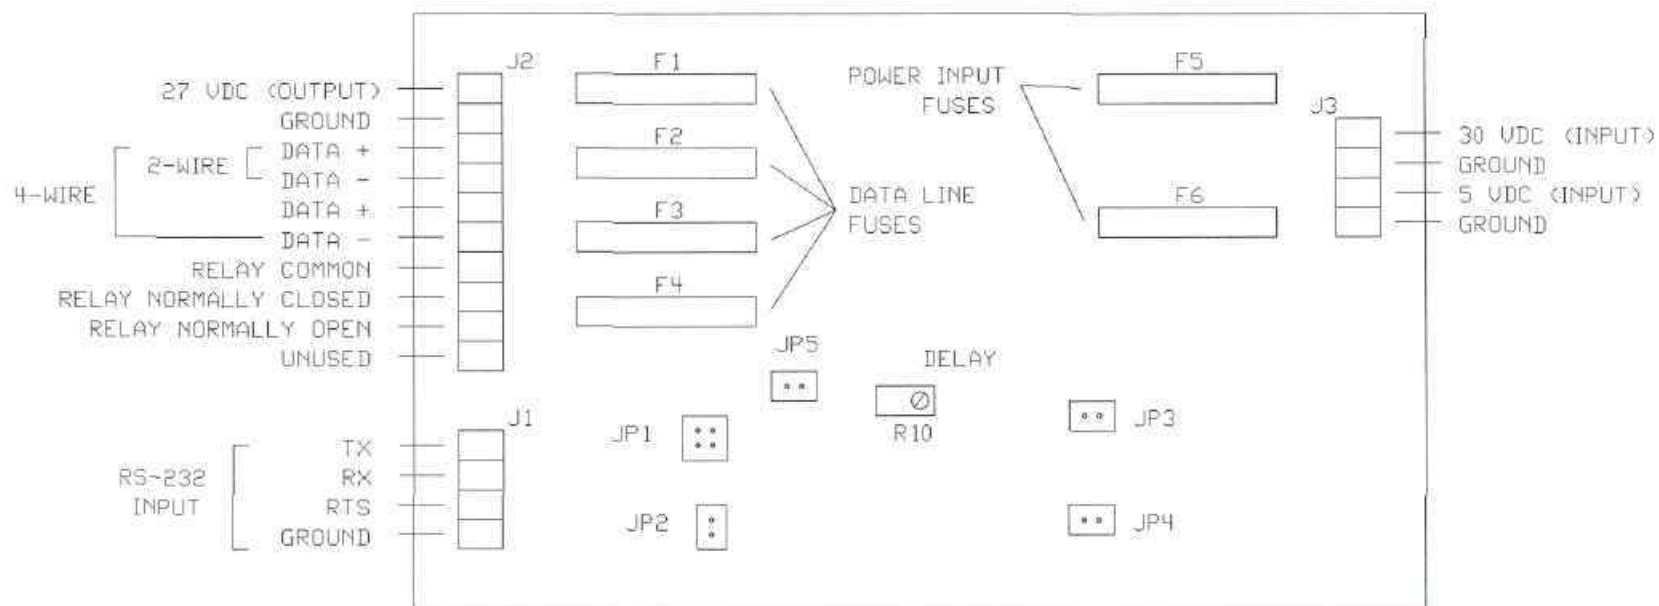 J2
27 VDC (OUTPUT)
GROUND
2-WIRE
DATA +
DATA -
4-WIRE
DATA +
DATA -
RELAY COMMON
RELAY NORMALLY CLOSED
RELAY NORMALLY OPEN
UNUSED
J1
RS-232
INPUT
TX
RX
RTS
GROUND
F1
F2
F3
F4
DATA LINE
FUSES
POWER INPUT
FUSES
F5
F6
J3
30 VDC (INPUT)
GROUND
5 VDC (INPUT)
GROUND
JP5
DELAY
R10
JP1
JP2
JP3
JP4